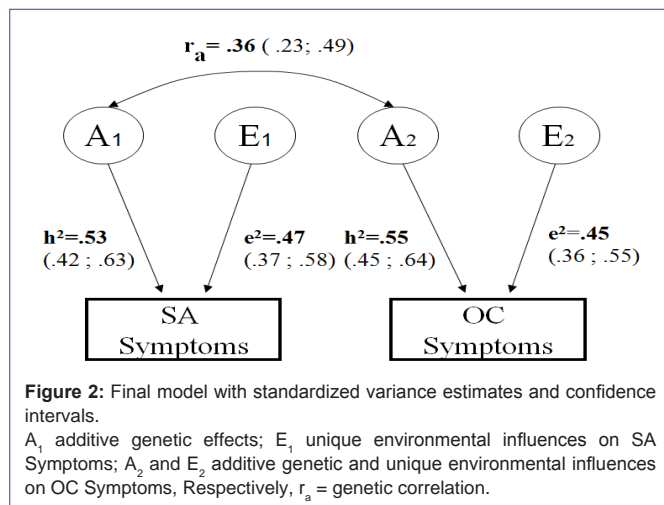 rₐ= .36 ( .23; .49)
A₁ E₁ A₂ E₂
h²=.53 e²=.47 h²=.55 e²=.45
(.42 ; .63) (.37 ; .58) (.45 ; .64) (.36 ; .55)
SA OC
Symptoms Symptoms
Figure 2: Final model with standardized variance estimates and confidence
intervals.
A₁ additive genetic effects; E₁ unique environmental influences on SA
Symptoms; A₂ and E₂ additive genetic and unique environmental influences
on OC Symptoms, Respectively, rₐ = genetic correlation.